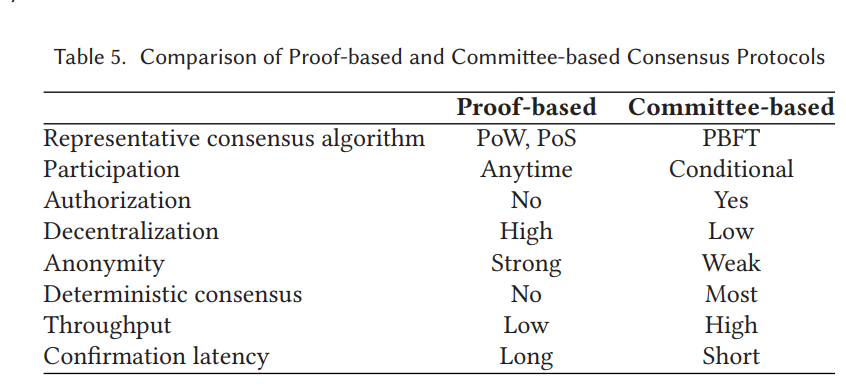 Table 5. Comparison of Proof-based and Committee-based Consensus Protocols
Proof-based Committee-based
Representative consensus algorithm PoW, PoS PBFT
Participation Anytime Conditional
Authorization No Yes
Decentralization High Low
Anonymity Strong Weak
Deterministic consensus No Most
Throughput Low High
Confirmation latency Long Short